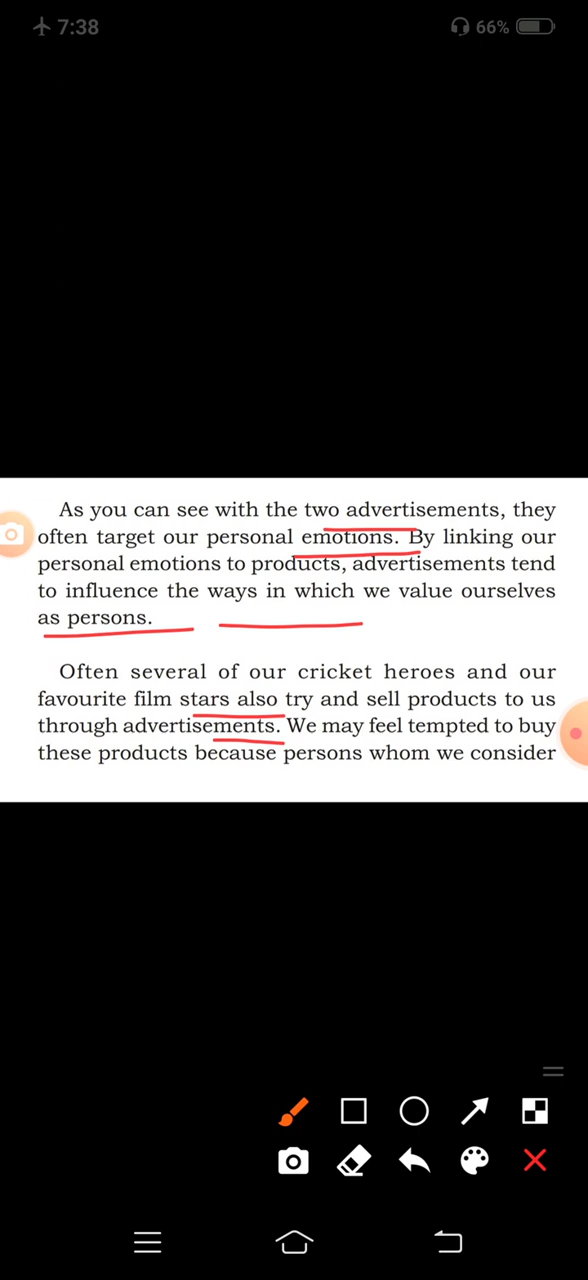 7:38
66%
As you can see with the two advertisements, they
often target our personal emotions. By linking our
personal emotions to products, advertisements tend
to influence the ways in which we value ourselves
as persons.
Often several of our cricket heroes and our
favourite film stars also try and sell products to us
through advertisements. We may feel tempted to buy
these products because persons whom we consider